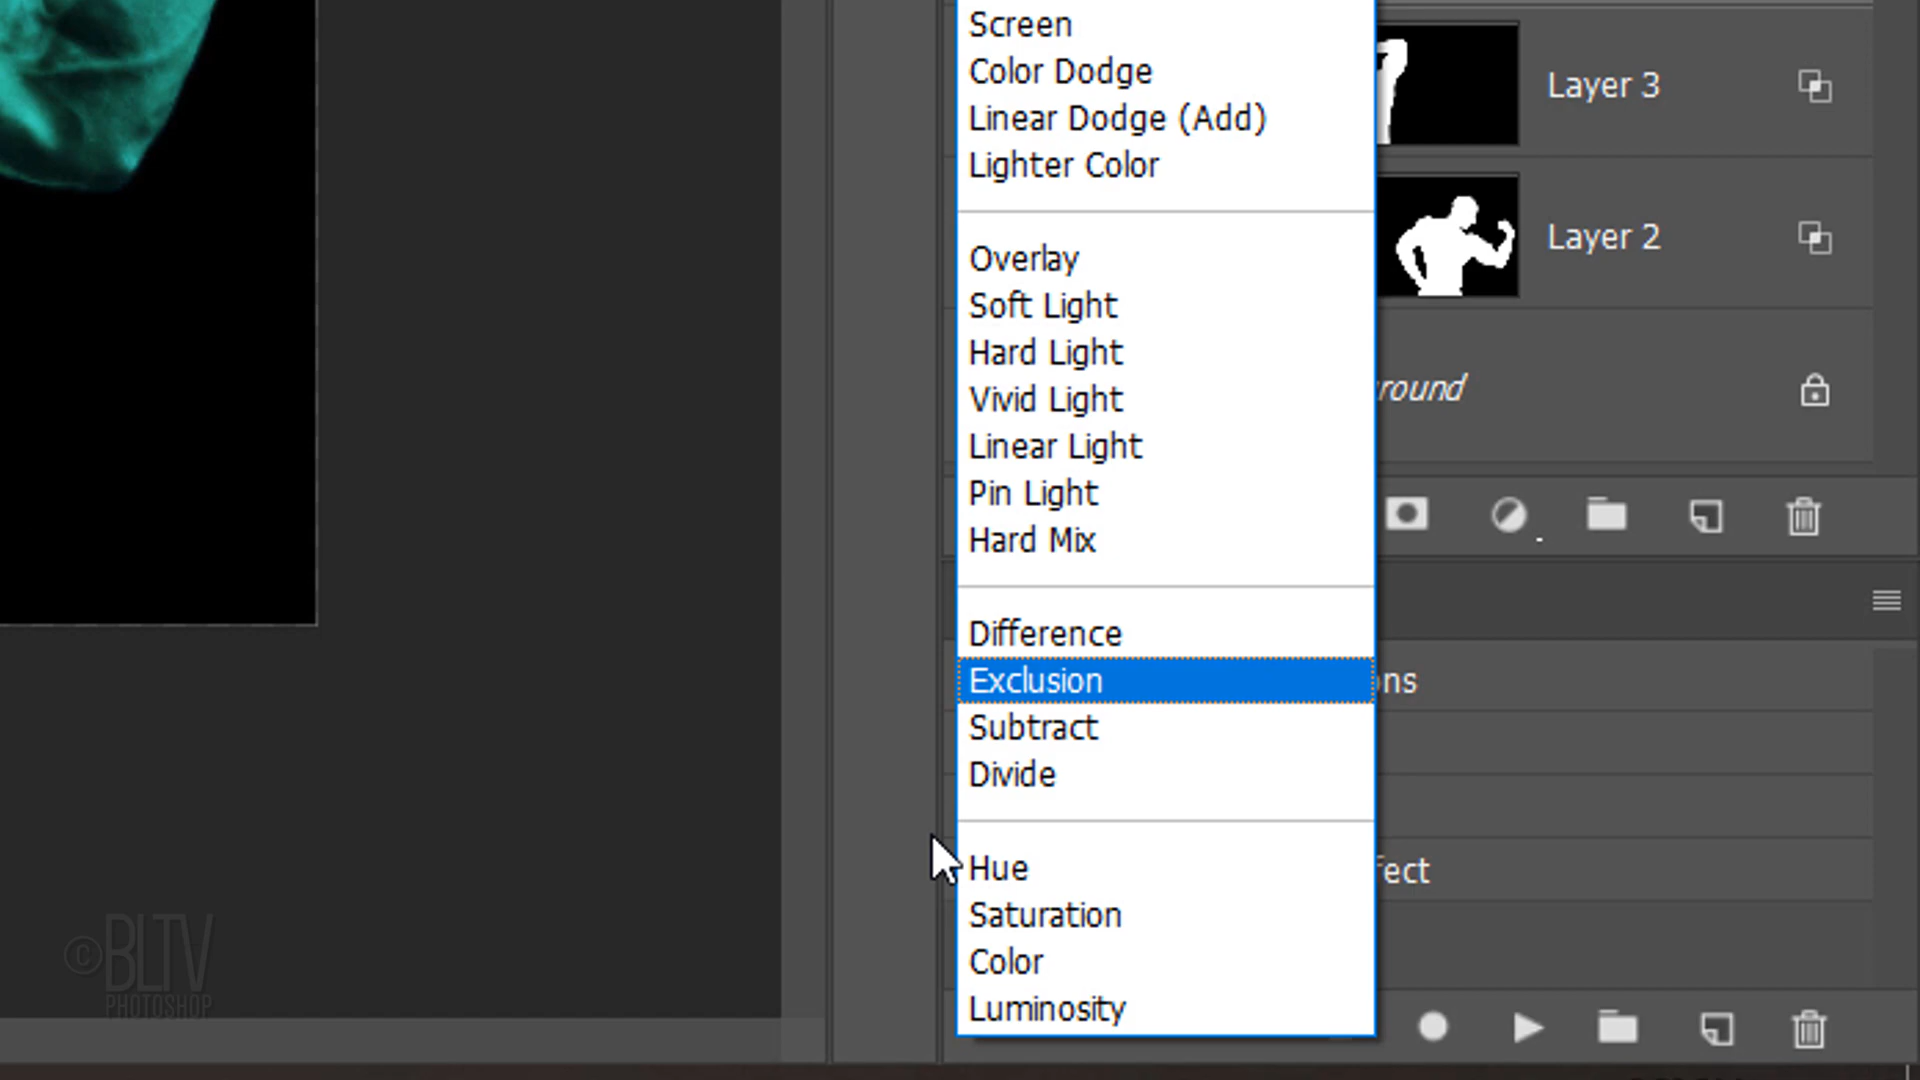 Screen
Color Dodge
Linear Dodge (Add)
Lighter Color
Overlay
Soft Light
Hard Light
Vivid Light
Linear Light
Pin Light
Hard Mix
Difference
Exclusion
Subtract
Divide
Hue
Saturation
Color
Luminosity
Layer 3
Layer 2
round
ons
fect
©BLTV
PHOTOSHOP